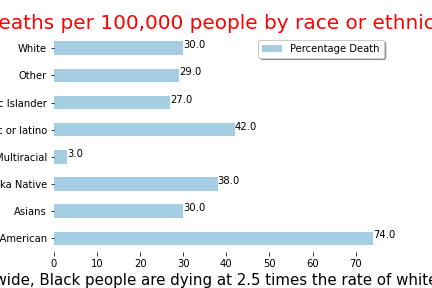 eaths per 100,000 people by race or ethnic
Percentage Death
White 30.0
Other 29.0
c Islander 27.0
c or latino 42.0
Multiracial 3.0
ka Native 38.0
Asians 30.0
American 74.0
0 10 20 30 40 50 60 70
wide, Black people are dying at 2.5 times the rate of white